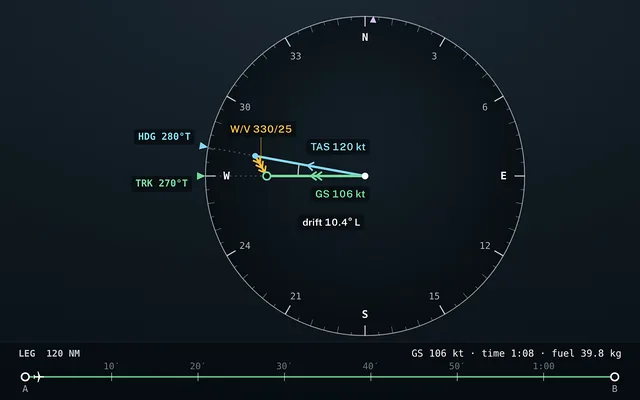 N
33
3
30
6
W/V 330/25
HDG 280°T
TAS 120 kt
TRK 270°T
W
E
GS 106 kt
drift 10.4° L
24
12
21
15
S
LEG 120 NM
GS 106 kt · time 1:08 · fuel 39.8 kg
10′ 20′ 30′ 40′ 50′ 1:00
A B